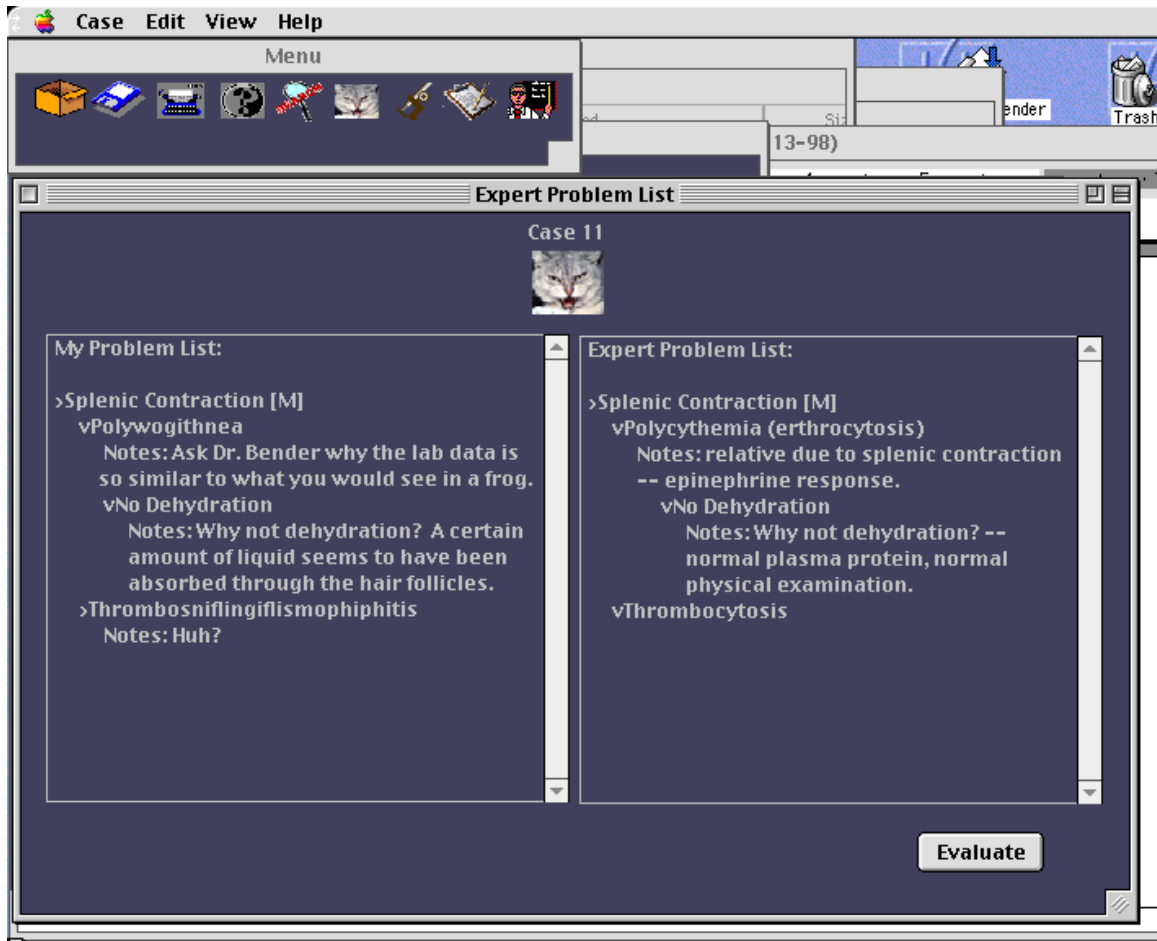 Case Edit View Help
Menu
ender
Trash
13-98)
Expert Problem List
Case 11
My Problem List:
>Splenic Contraction [M]
vPolywogithnea
Notes: Ask Dr. Bender why the lab data is
so similar to what you would see in a frog.
vNo Dehydration
Notes: Why not dehydration? A certain
amount of liquid seems to have been
absorbed through the hair follicles.
>Thrombosniflingiflismophiphitis
Notes: Huh?
Expert Problem List:
>Splenic Contraction [M]
vPolycythemia (erthrocytosis)
Notes: relative due to splenic contraction
-- epinephrine response.
vNo Dehydration
Notes: Why not dehydration? --
normal plasma protein, normal
physical examination.
vThrombocytosis
Evaluate